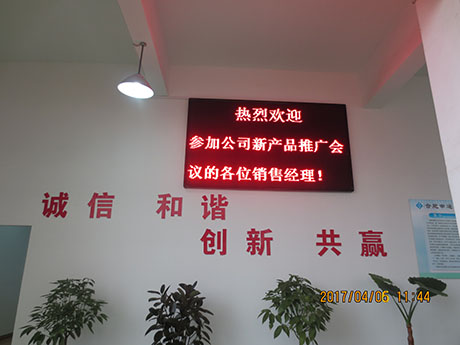 热烈欢迎
参加公司新产品推广会
议的各位销售经理！
诚信 和谐
创新 共赢
2017/04/06 11:44